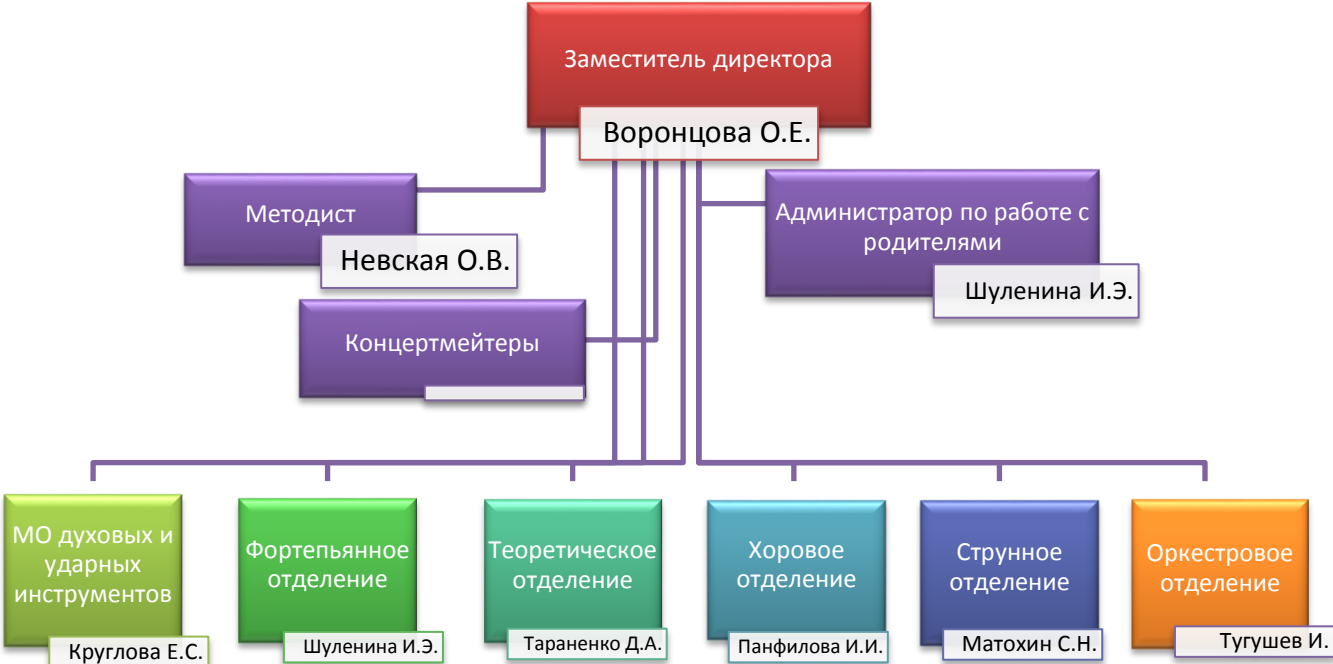 Заместитель директора
Воронцова О.Е.
Методист
Невская О.В.
Администратор по работе с
родителями
Шуленина И.Э.
Концертмейтеры
МО духовых и
ударных
инструментов
Круглова Е.С.
Фортепьянное
отделение
Шуленина И.Э.
Теоретическое
отделение
Тараненко Д.А.
Хоровое
отделение
Панфилова И.И.
Струнное
отделение
Матохин С.Н.
Оркестровое
отделение
Тугушев И.